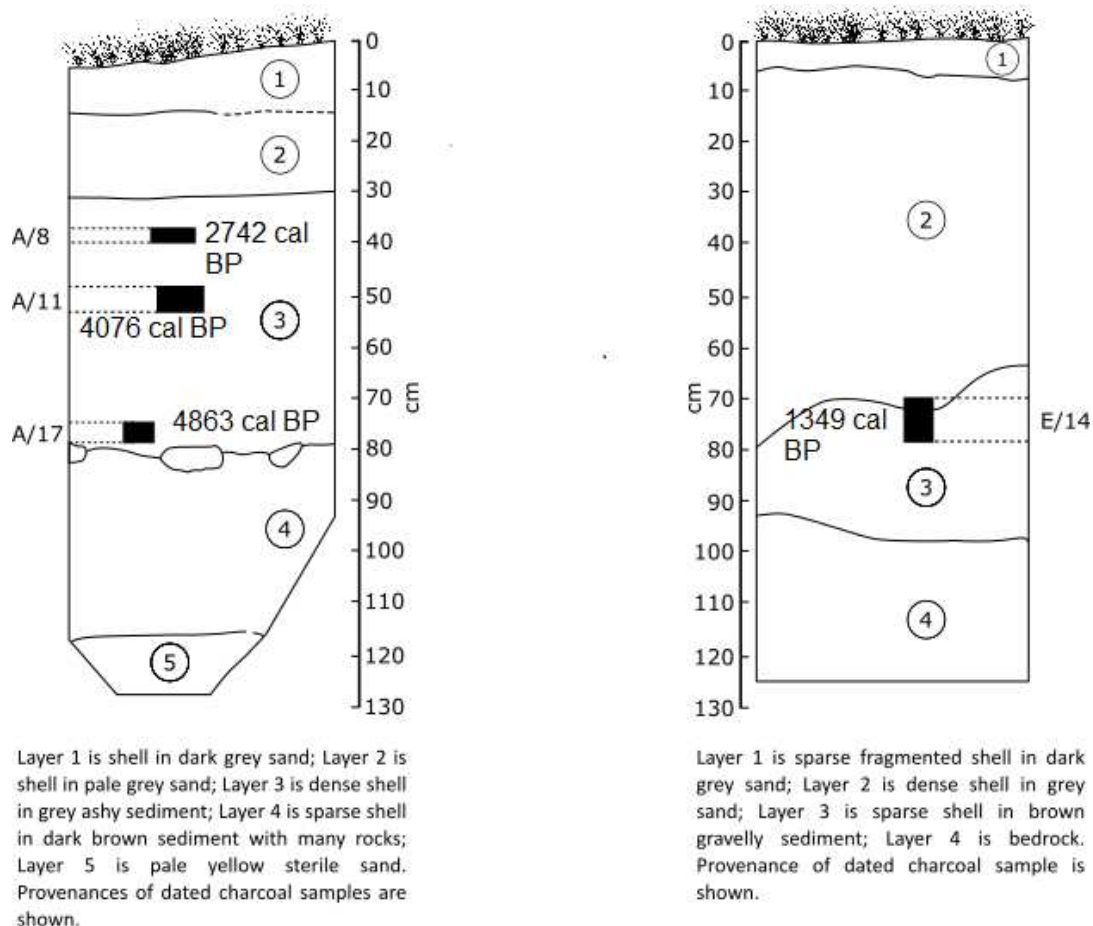 0
10
20
30
40
50
60
70
80
90
100
110
120
130
cm
1
2
3
4
5
A/8
2742 cal
BP
A/11
4076 cal BP
A/17
4863 cal BP
Layer 1 is shell in dark grey sand; Layer 2 is
shell in pale grey sand; Layer 3 is dense shell
in grey ashy sediment; Layer 4 is sparse shell
in dark brown sediment with many rocks;
Layer 5 is pale yellow sterile sand.
Provenances of dated charcoal samples are
shown.
0
10
20
30
40
50
60
70
80
90
100
110
120
130
cm
1
2
3
4
1349 cal
BP
E/14
Layer 1 is sparse fragmented shell in dark
grey sand; Layer 2 is dense shell in grey
sand; Layer 3 is sparse shell in brown
gravelly sediment; Layer 4 is bedrock.
Provenance of dated charcoal sample is
shown.